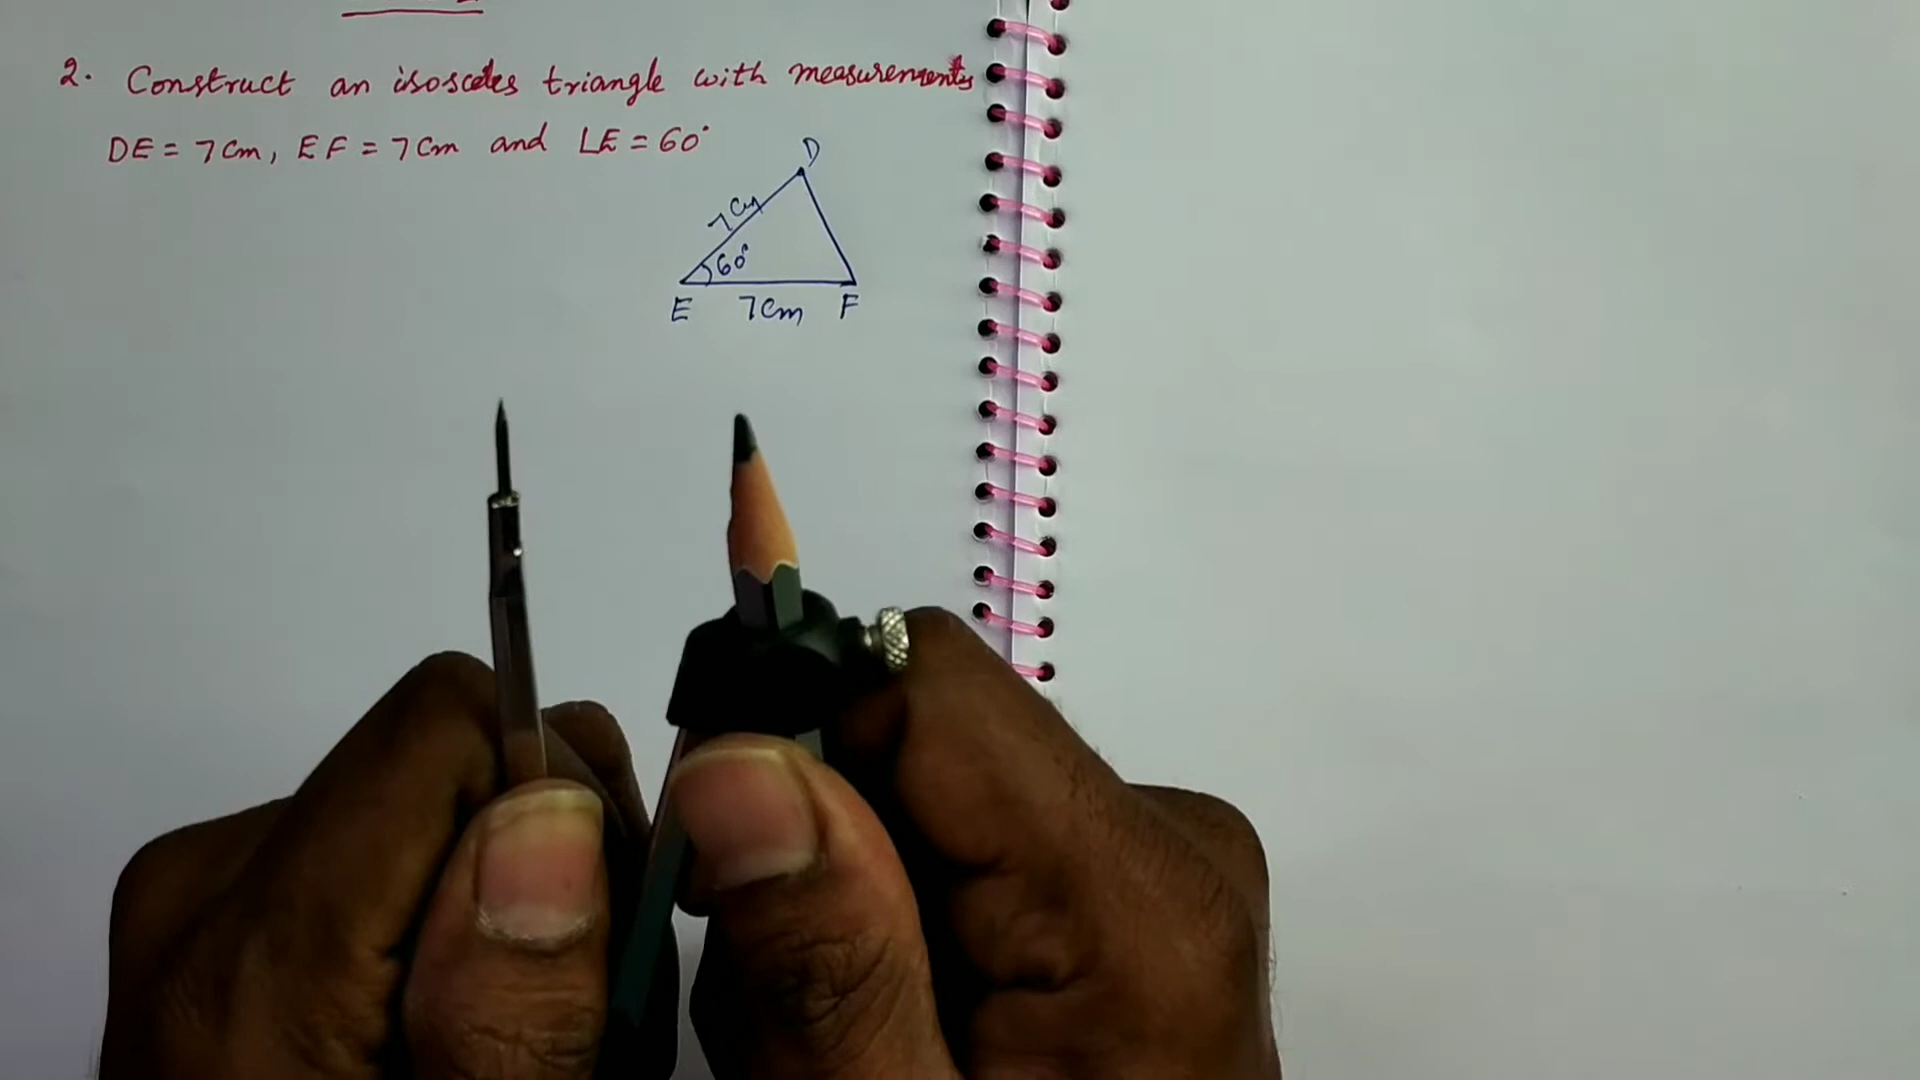 2. Construct an isosceles triangle with measurements
DE = 7cm, EF = 7cm and ∠E = 60°
D
7cm
60°
E 7cm F